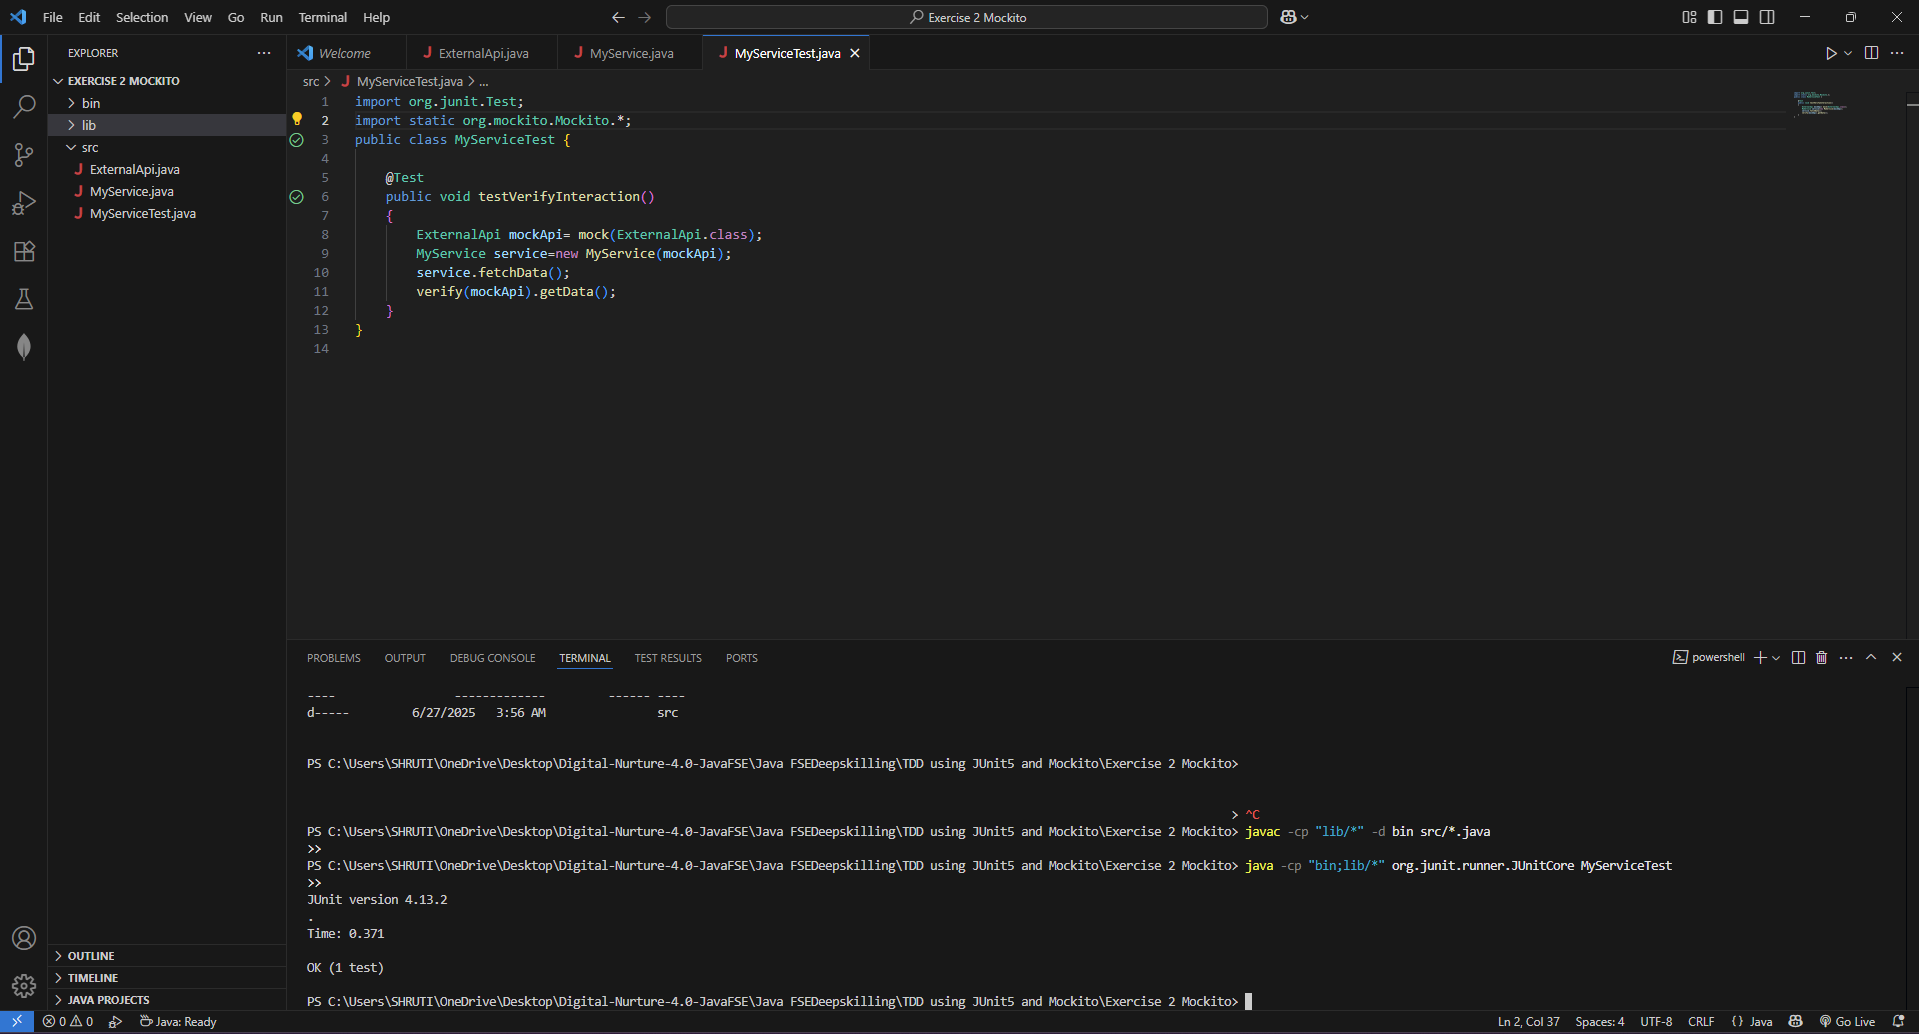 File Edit Selection View Go Run Terminal Help
Exercise 2 Mockito
EXPLORER
EXERCISE 2 MOCKITO
bin
lib
src
J ExternalApi.java
J MyService.java
J MyServiceTest.java
OUTLINE
TIMELINE
JAVA PROJECTS
Welcome J ExternalApi.java J MyService.java J MyServiceTest.java
src > J MyServiceTest.java > ...
1 import org.junit.Test;
2 import static org.mockito.Mockito.*;
3 public class MyServiceTest {
4
5 @Test
6 public void testVerifyInteraction()
7 {
8 ExternalApi mockApi= mock(ExternalApi.class);
9 MyService service=new MyService(mockApi);
10 service.fetchData();
11 verify(mockApi).getData();
12 }
13 }
14
PROBLEMS OUTPUT DEBUG CONSOLE TERMINAL TEST RESULTS PORTS
powershell
---- ------------- ------ ----
d----- 6/27/2025 3:56 AM src
PS C:\Users\SHRUTI\OneDrive\Desktop\Digital-Nurture-4.0-JavaFSE\Java FSEDeepskilling\TDD using JUnit5 and Mockito\Exercise 2 Mockito>
> ^C
PS C:\Users\SHRUTI\OneDrive\Desktop\Digital-Nurture-4.0-JavaFSE\Java FSEDeepskilling\TDD using JUnit5 and Mockito\Exercise 2 Mockito> javac -cp "lib/*" -d bin src/*.java
>>
PS C:\Users\SHRUTI\OneDrive\Desktop\Digital-Nurture-4.0-JavaFSE\Java FSEDeepskilling\TDD using JUnit5 and Mockito\Exercise 2 Mockito> java -cp "bin;lib/*" org.junit.runner.JUnitCore MyServiceTest
>>
JUnit version 4.13.2
.
Time: 0.371
OK (1 test)
PS C:\Users\SHRUTI\OneDrive\Desktop\Digital-Nurture-4.0-JavaFSE\Java FSEDeepskilling\TDD using JUnit5 and Mockito\Exercise 2 Mockito>
0 0 Java: Ready Ln 2, Col 37 Spaces: 4 UTF-8 CRLF {} Java Go Live